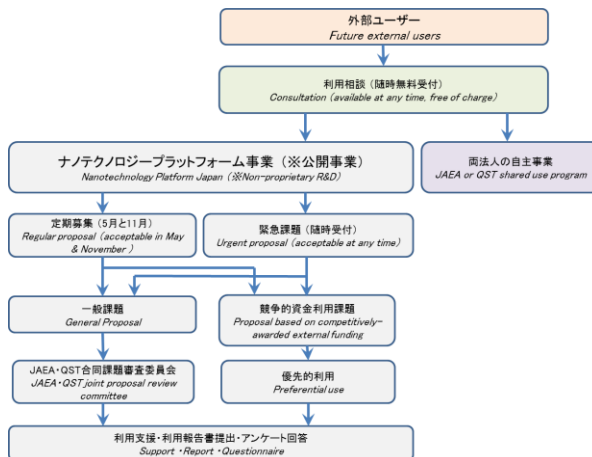 外部ユーザー
Future external users
利用相談（随時無料受付）
Consultation (available at any time, free of charge)
ナノテクノロジープラットフォーム事業（※公開事業）
Nanotechnology Platform Japan (※Non-proprietary R&D)
両法人の自主事業
JAEA or QST shared use program
定期募集（5月と11月）
Regular proposal (acceptable in May
& November )
緊急課題（随時受付）
Urgent proposal (acceptable at any time)
一般課題
General Proposal
競争的資金利用課題
Proposal based on competitively-
awarded external funding
JAEA・QST合同課題審査委員会
JAEA・QST joint proposal review
committee
優先的利用
Preferential use
利用支援・利用報告書提出・アンケート回答
Support ・Report ・Questionnaire